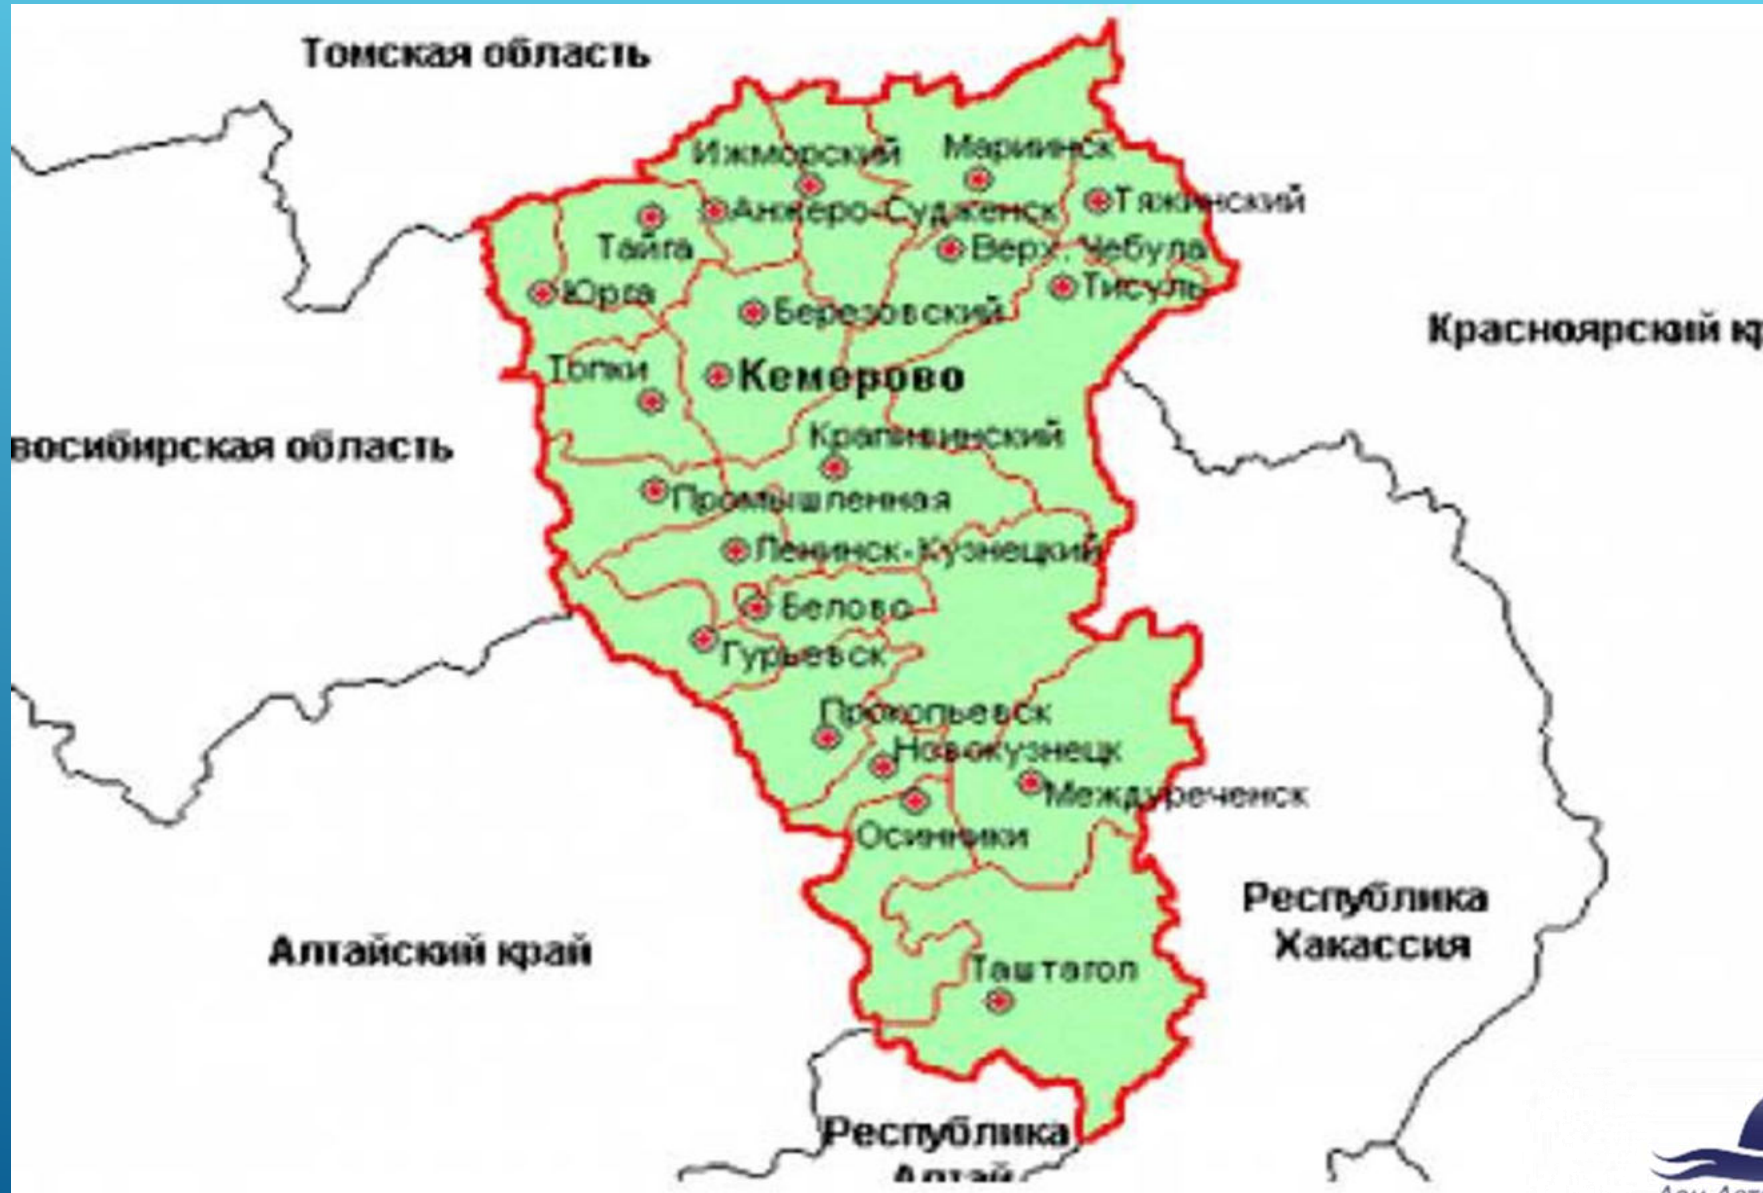 Томская область
Ижморский
Мариинск
Тяжинский
Анжеро-Судженск
Тайга
Верх. Чебула
Юрга
Тисуль
Березовский
Красноярский кр
Топки
Кемерово
Крапивинский
восибирская область
Промышленная
Ленинск-Кузнецкий
Белово
Гурьевск
Прокопьевск
Новокузнецк
Междуреченск
Осинники
Республика
Хакассия
Алтайский край
Таштагол
Республика
Алтай